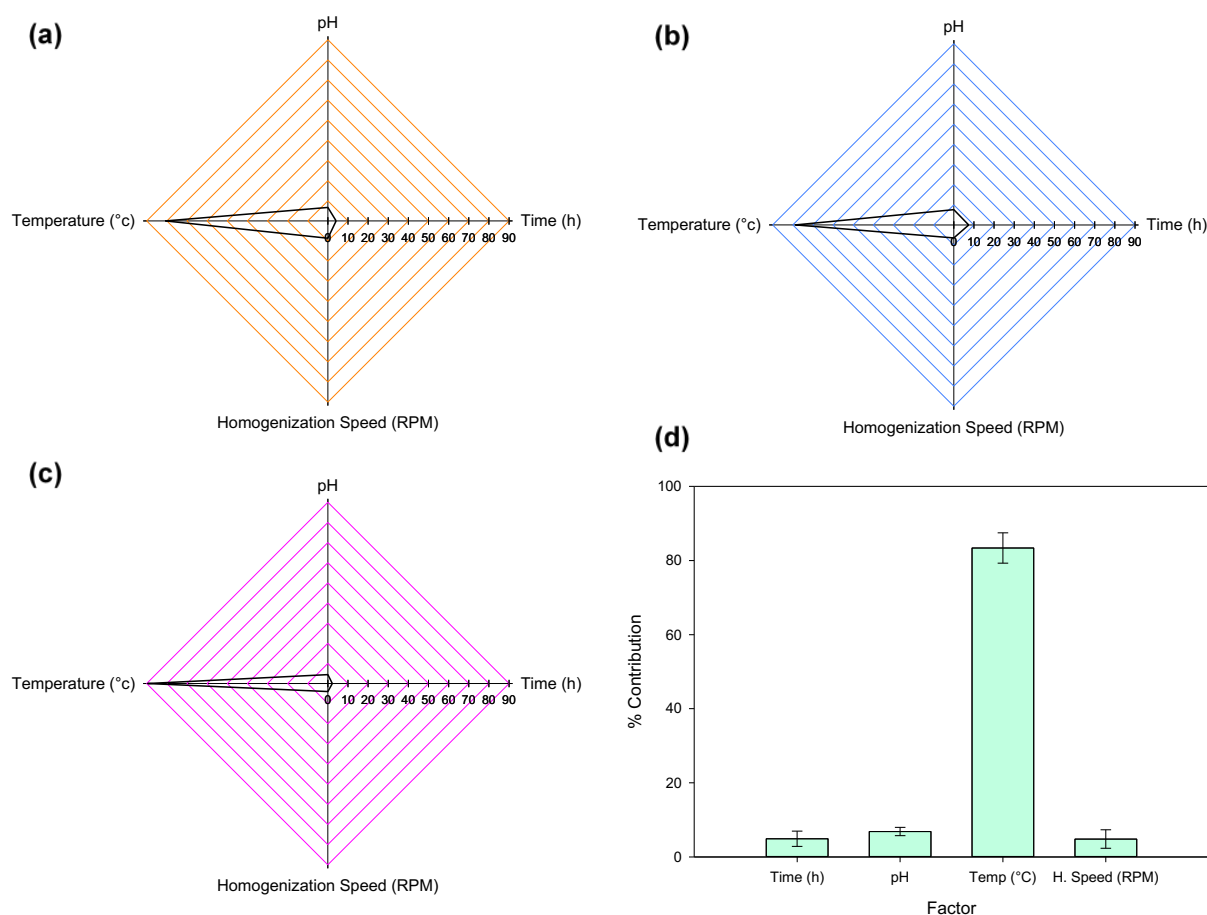 (a)
pH
Temperature (°c)
Time (h)
0 10 20 30 40 50 60 70 80 90
Homogenization Speed (RPM)
(b)
pH
Temperature (°c)
Time (h)
0 10 20 30 40 50 60 70 80 90
Homogenization Speed (RPM)
(c)
pH
Temperature (°c)
Time (h)
0 10 20 30 40 50 60 70 80 90
Homogenization Speed (RPM)
(d)
100
80
60
40
20
0
% Contribution
Time (h) pH Temp (°C) H. Speed (RPM)
Factor